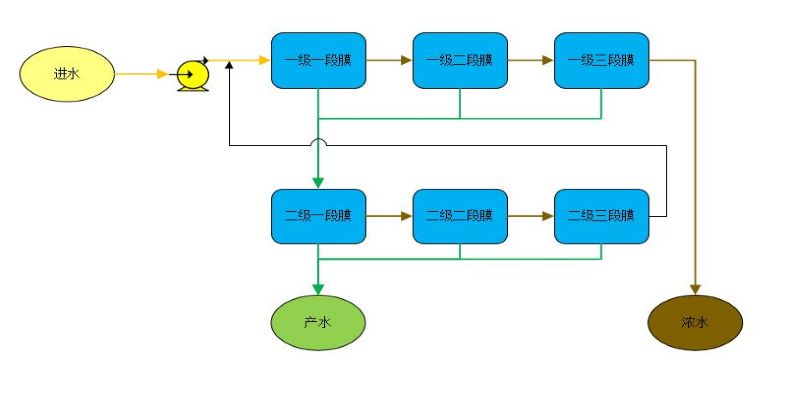 进水
一级一段膜
一级二段膜
一级三段膜
二级一段膜
二级二段膜
二级三段膜
产水
浓水